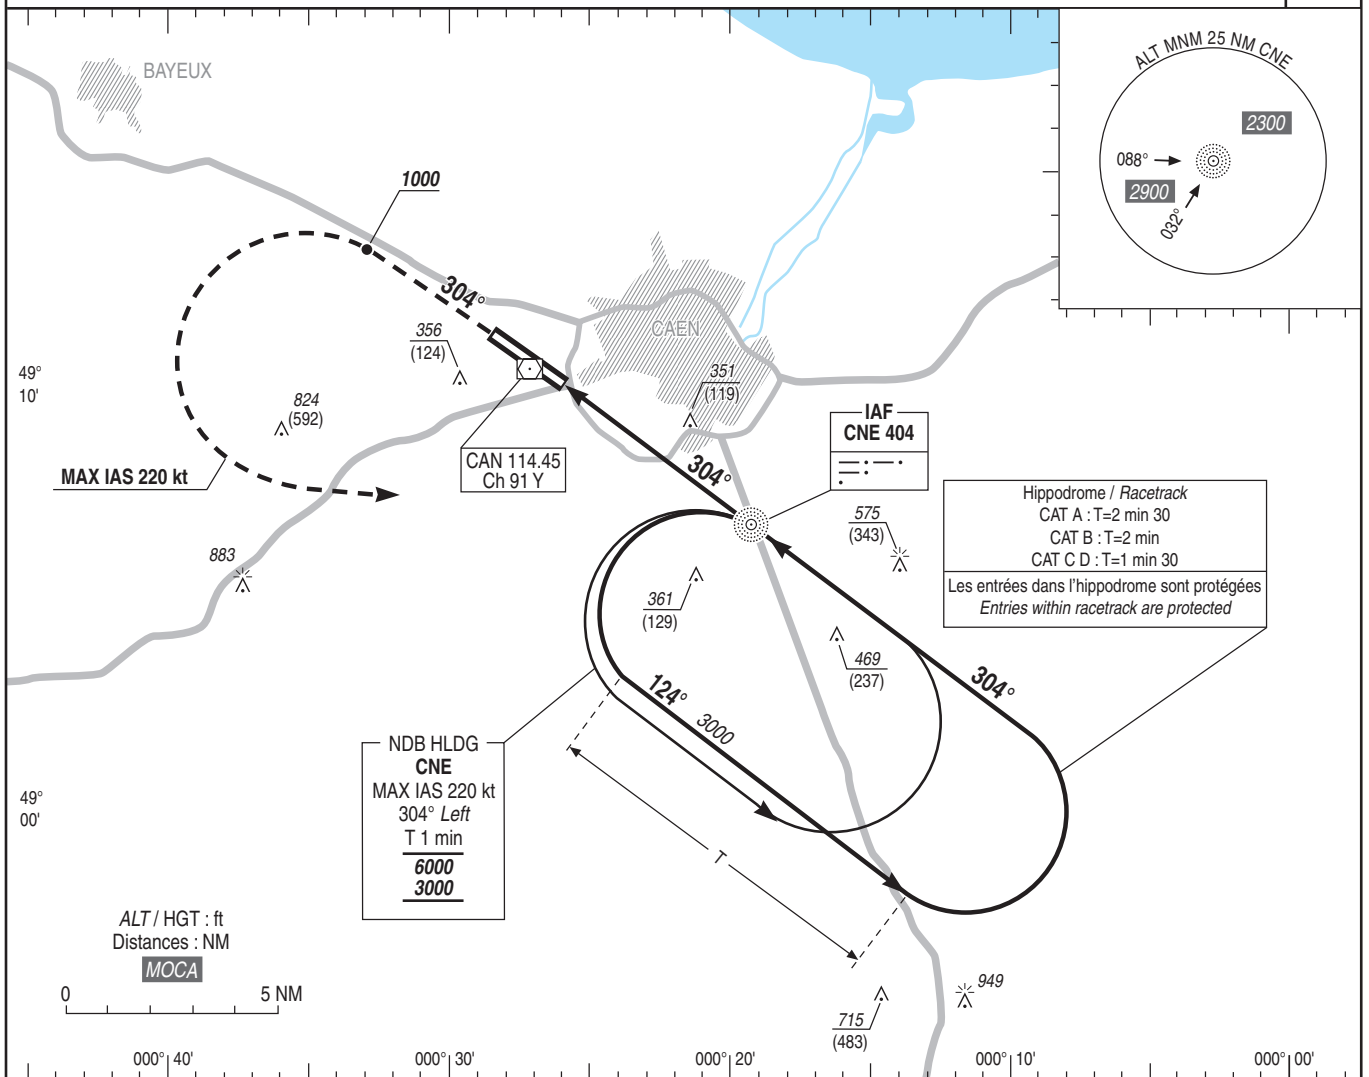 BAYEUX
ALT MNM 25 NM CNE
2300
088°
2900
032°
1000
304°
CAEN
356
(124)
351
(119)
49°
10'
824
(592)
IAF
CNE 404
MAX IAS 220 kt
CAN 114.45
Ch 91 Y
304°
575
(343)
Hippodrome / Racetrack
CAT A : T=2 min 30
CAT B : T=2 min
CAT C D : T=1 min 30
Les entrées dans l'hippodrome sont protégées
Entries within racetrack are protected
883
361
(129)
469
(237)
304°
124°
3000
NDB HLDG
CNE
MAX IAS 220 kt
304° Left
T 1 min
6000
3000
49°
00'
T
ALT / HGT : ft
Distances : NM
MOCA
0 5 NM
949
715
(483)
000° 40' 000° 30' 000° 20' 000° 10' 000° 00'